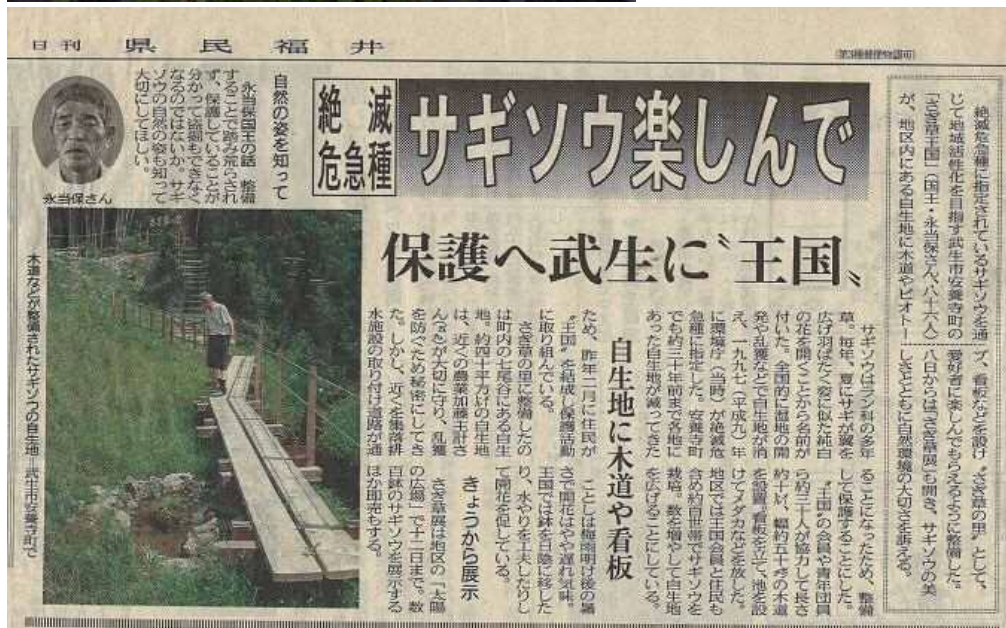 日刊 県民福井
(第3種郵便物認可)
絶滅
危急種
サギソウ楽しんで
保護へ武生に〝王国〟
自生地に木道や看板
絶滅危急種に指定されているサギソウを通
じて地域活性化を目指す武生市安養寺町の
「さぎ草王国」(国王・永当保さん、八十六人)
が、地区内にある自生地に木道やビオトー
プ、看板などを設け〝さぎ草の里〟として、
愛好者に楽しんでもらえるように整備した。
八日からは「さぎ草展」も開き、サギソウの美
しさとともに自然環境の大切さを訴える。
サギソウはラン科の多年
草。毎年、夏にサギが翼を
広げ羽ばたく姿に似た純白
の花を開くことから名前が
付いた。全国的に湿地の開
発や乱獲などで自生地が消
え、一九九七(平成九)年
に環境庁(当時)が絶滅危
急種に指定した。安養寺町
でも約三十年前まで各地に
あった自生地が減ってきた
ため、昨年二月に住民が
〝王国〟を結成し保護活動
に取り組んでいる。
さぎ草の里に整備したの
は町内の七尾谷にある自生
地。約四十平方㍍の自生地
は、近くの農業加藤王計さ
ん
が大切に守り、乱獲
を防ぐため秘密にしてき
た。しかし、近くを集落排
水施設の取り付け道路が通
ることになったため、整備
して保護することにした。
〝王国〟の会員や青年団員
ら約三十人が協力して長さ
約十㍍、幅約五十㌢の木道
を設置。看板を立て、池を設
けてメダカなどを放した。
地区では王国会員と住民も
含め約百世帯でサギソウを
栽培。数を増やして自生地
を広げることにしている。
ことしは梅雨明け後の暑
さで開花はやや遅れ気味。
王国では鉢を日陰に移した
り、水やりを工夫したりし
て開花を促している。
きょうから展示
さぎ草展は地区の「太陽
の広場」で十二日まで。数
百鉢のサギソウを展示する
ほか即売もする。
自然の姿を知って
永当保国王の話 整備
することで踏み荒らされ
ず、保護していることが
分かって盗掘もできなく
なるのではないか。サギ
ソウの自然の姿も知って
大切にしてほしい。
永当保さん
木道などが整備されたサギソウの自生地=武生市安養寺町で